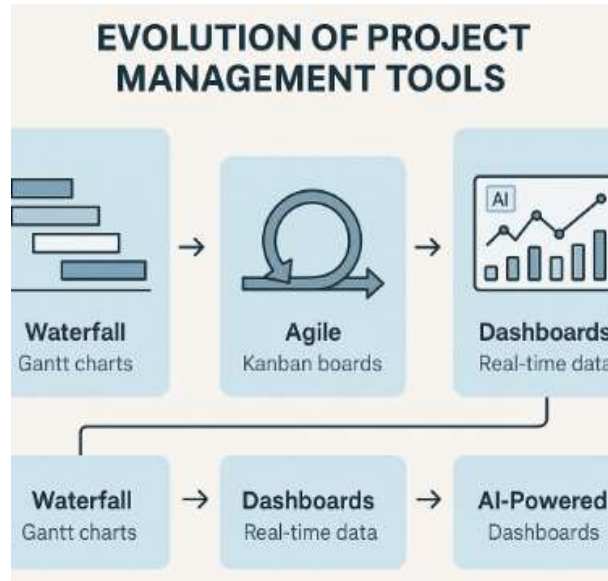 EVOLUTION OF PROJECT
MANAGEMENT TOOLS
AI
Waterfall
Gantt charts
Agile
Kanban boards
Dashboards
Real-time data
Waterfall
Gantt charts
Dashboards
Real-time data
AI-Powered
Dashboards